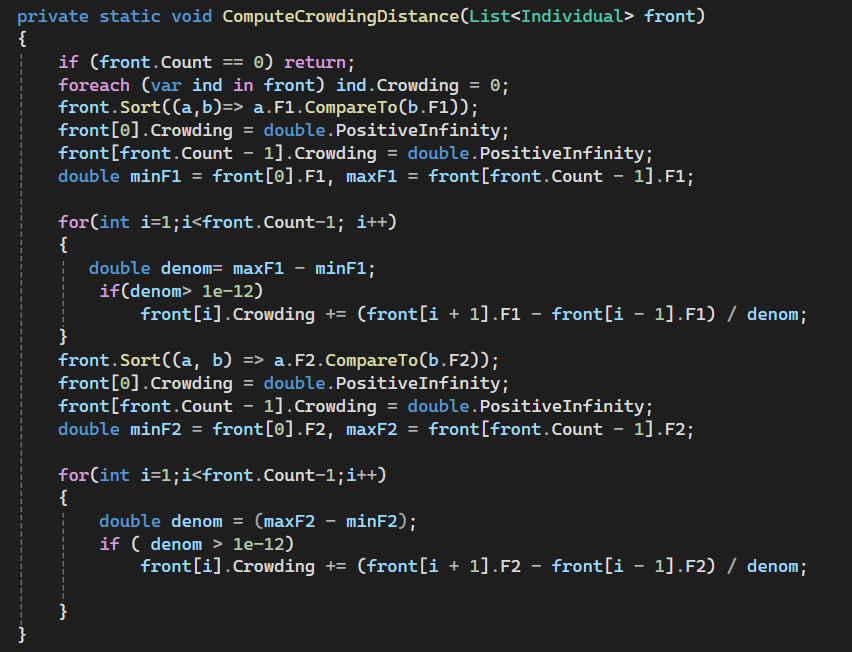 private static void ComputeCrowdingDistance(List<Individual> front)
{
    if (front.Count == 0) return;
    foreach (var ind in front) ind.Crowding = 0;
    front.Sort((a,b)=> a.F1.CompareTo(b.F1));
    front[0].Crowding = double.PositiveInfinity;
    front[front.Count - 1].Crowding = double.PositiveInfinity;
    double minF1 = front[0].F1, maxF1 = front[front.Count - 1].F1;

    for(int i=1;i<front.Count-1; i++)
    {
       double denom= maxF1 - minF1;
        if(denom> 1e-12)
            front[i].Crowding += (front[i + 1].F1 - front[i - 1].F1) / denom;
    }
    front.Sort((a, b) => a.F2.CompareTo(b.F2));
    front[0].Crowding = double.PositiveInfinity;
    front[front.Count - 1].Crowding = double.PositiveInfinity;
    double minF2 = front[0].F2, maxF2 = front[front.Count - 1].F2;

    for(int i=1;i<front.Count-1;i++)
    {
        double denom = (maxF2 - minF2);
        if ( denom > 1e-12)
            front[i].Crowding += (front[i + 1].F2 - front[i - 1].F2) / denom;

    }
}